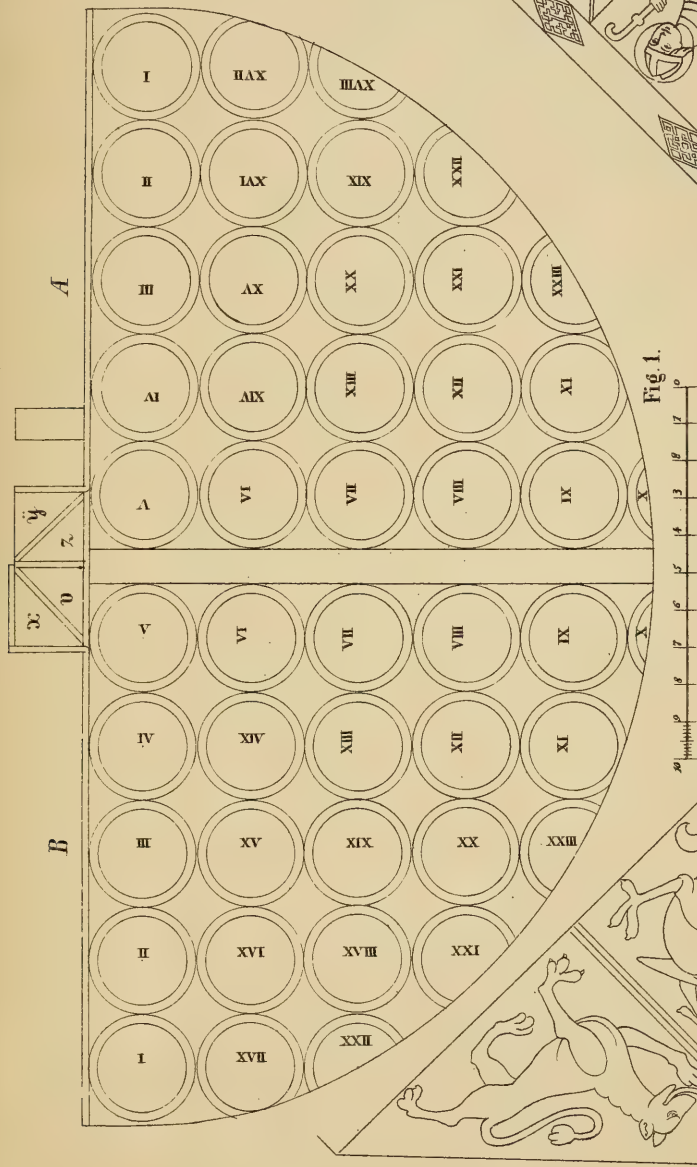 B A
x ÿ
v z
I II III IV V V IV III II I
XVII XVI XV XIV VI VI XIV XV XVI XVII
XXII XVIII XIX XIII VII VII XIII XX XIX XVIII
XXI XX XII VIII VIII XII XXI XXII
XXIII XI IX IX XI XXIII
X X
Fig. 1.
10 9 8 7 6 5 4 3 2 1 0